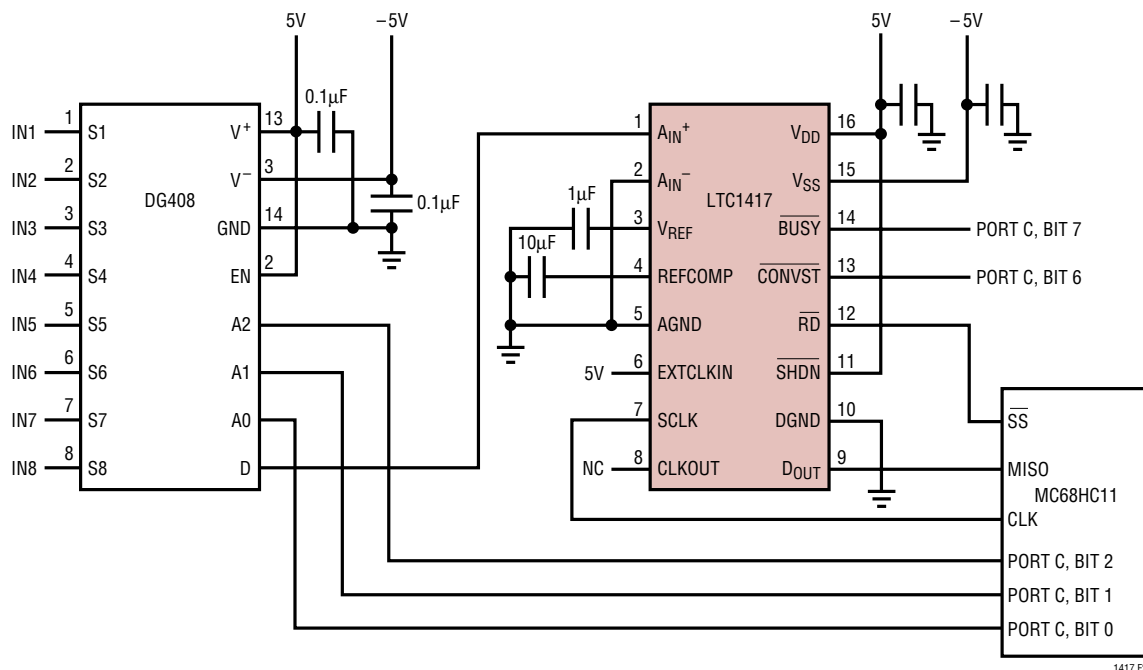 5V
–5V
5V
–5V
0.1µF
1
IN1
S1
2
IN2
S2
3
IN3
S3
4
IN4
S4
5
IN5
S5
6
IN6
S6
7
IN7
S7
8
IN8
S8
DG408
V+
13
V–
3
0.1µF
GND
14
EN
2
A2
A1
A0
D
1µF
10µF
5V
NC
1
AIN+
2
AIN–
3
VREF
4
REFCOMP
5
AGND
6
EXTCLKIN
7
SCLK
8
CLKOUT
LTC1417
VDD
16
VSS
15
BUSY
14
PORT C, BIT 7
CONVST
13
PORT C, BIT 6
RD
12
SHDN
11
DGND
10
DOUT
9
SS
MISO
MC68HC11
CLK
PORT C, BIT 2
PORT C, BIT 1
PORT C, BIT 0